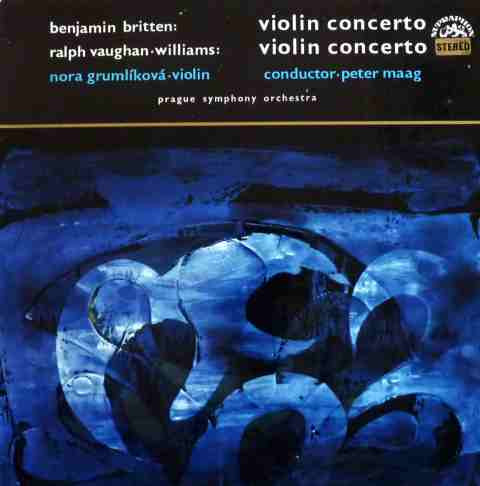 benjamin britten: violin concerto
ralph vaughan·williams: violin concerto
SUPRAPHON
STEREO
nora grumlíková·violin conductor·peter maag
prague symphony orchestra